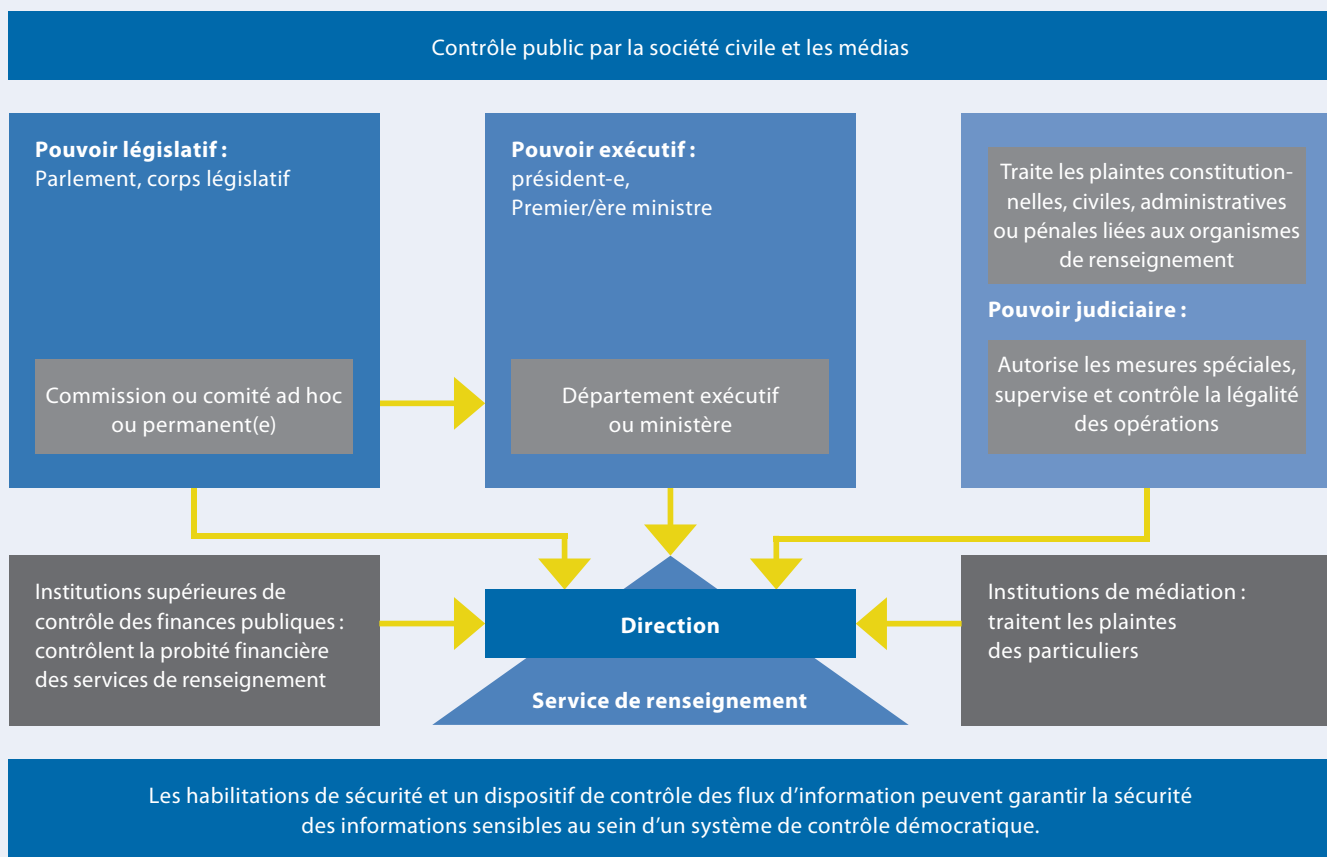 Contrôle public par la société civile et les médias
Pouvoir législatif :
Parlement, corps législatif
Commission ou comité ad hoc
ou permanent(e)
Pouvoir exécutif :
président-e,
Premier/ère ministre
Département exécutif
ou ministère
Traite les plaintes constitution-
nelles, civiles, administratives
ou pénales liées aux organismes
de renseignement
Pouvoir judiciaire :
Autorise les mesures spéciales,
supervise et contrôle la légalité
des opérations
Institutions supérieures de
contrôle des finances publiques :
contrôlent la probité financière
des services de renseignement
Direction
Service de renseignement
Institutions de médiation :
traitent les plaintes
des particuliers
Les habilitations de sécurité et un dispositif de contrôle des flux d’information peuvent garantir la sécurité
des informations sensibles au sein d’un système de contrôle démocratique.